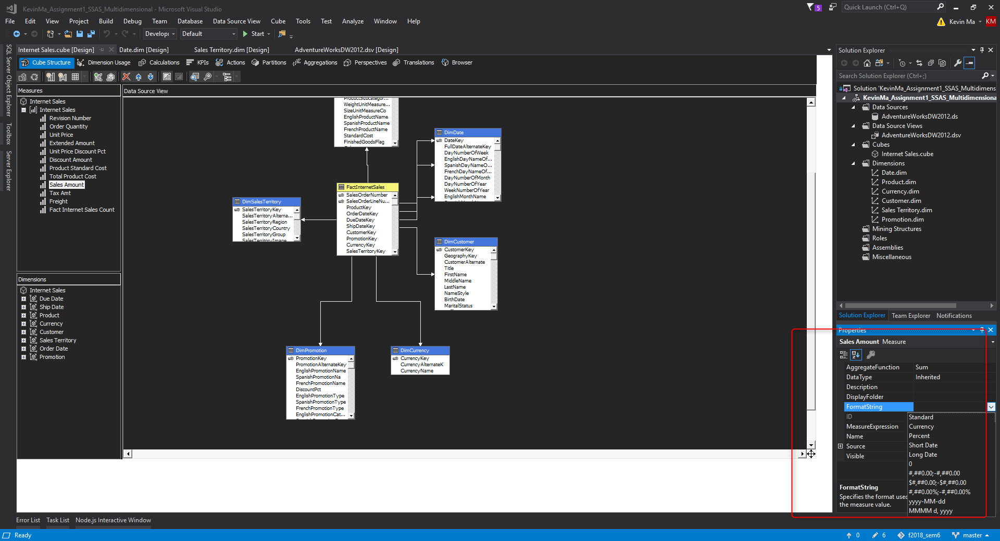 KevinMa_Assignment1_SSAS_Multidimensional - Microsoft Visual Studio
5
Quick Launch (Ctrl+Q)
File Edit View Project Build Debug Team Database Data Source View Cube Tools Test Analyze Window Help
Kevin Ma KM
Developi Default Start
SQL Server Object Explorer
Toolbox
Server Explorer
Internet Sales.cube [Design] Date.dim [Design] Sales Territory.dim [Design] AdventureWorksDW2012.dsv [Design]
Cube Structure Dimension Usage Calculations KPIs Actions Partitions Aggregations Perspectives Translations Browser
Measures
Internet Sales
Internet Sales
Revision Number
Order Quantity
Unit Price
Extended Amount
Unit Price Discount Pct
Discount Amount
Product Standard Cost
Total Product Cost
Sales Amount
Tax Amt
Freight
Fact Internet Sales Count
Dimensions
Internet Sales
Due Date
Ship Date
Product
Currency
Customer
Sales Territory
Order Date
Promotion
Data Source View
ProductSubcategor...
WeightUnitMeasure...
SizeUnitMeasureCo
EnglishProductName
SpanishProductName
FrenchProductName
StandardCost
FinishedGoodsFlag
DimDate
DateKey
FullDateAlternateKey
DayNumberOfWeek
EnglishDayNameOf...
SpanishDayNameO...
FrenchDayNameOf...
DayNumberOfMonth
DayNumberOfYear
WeekNumberOfYear
EnglishMonthName
FactInternetSales
SalesOrderNumber
SalesOrderLineNu...
ProductKey
OrderDateKey
DueDateKey
ShipDateKey
CustomerKey
PromotionKey
CurrencyKey
SalesTerritoryKey
DimSalesTerritory
SalesTerritoryKey
SalesTerritoryAlterna...
SalesTerritoryRegion
SalesTerritoryCountry
SalesTerritoryGroup
SalesTerritoryImage
DimCustomer
CustomerKey
GeographyKey
CustomerAlternate
Title
FirstName
MiddleName
LastName
NameStyle
BirthDate
MaritalStatus
DimPromotion
PromotionKey
PromotionAlternateKey
EnglishPromotionName
SpanishPromotionNa
FrenchPromotionName
DiscountPct
EnglishPromotionType
SpanishPromotionType
FrenchPromotionType
EnglishPromotionCat...
DimCurrency
CurrencyKey
CurrencyAlternateK
CurrencyName
Solution Explorer
Search Solution Explorer (Ctrl+;)
Solution 'KevinMa_Assignment1_SSAS_Multidimens
KevinMa_Assignment1_SSAS_Multidimensiona
Data Sources
AdventureWorksDW2012.ds
Data Source Views
AdventureWorksDW2012.dsv
Cubes
Internet Sales.cube
Dimensions
Date.dim
Product.dim
Currency.dim
Customer.dim
Sales Territory.dim
Promotion.dim
Mining Structures
Roles
Assemblies
Miscellaneous
Solution Explorer Team Explorer Notifications
Properties
Sales Amount Measure
AggregateFunction Sum
DataType Inherited
Description
DisplayFolder
FormatString
ID
MeasureExpression
Name
Source
Visible
Standard
Currency
Percent
Short Date
Long Date
0
#,##0.00;-#,##0.00
$#,##0.00;-$#,##0.00
#,##0.00%;-#,##0.00%
yyyy-MM-dd
MMMM d, yyyy
FormatString
Specifies the format used
the measure value.
Error List Task List Node.js Interactive Window
Ready
0 6 f2018_sem6 master